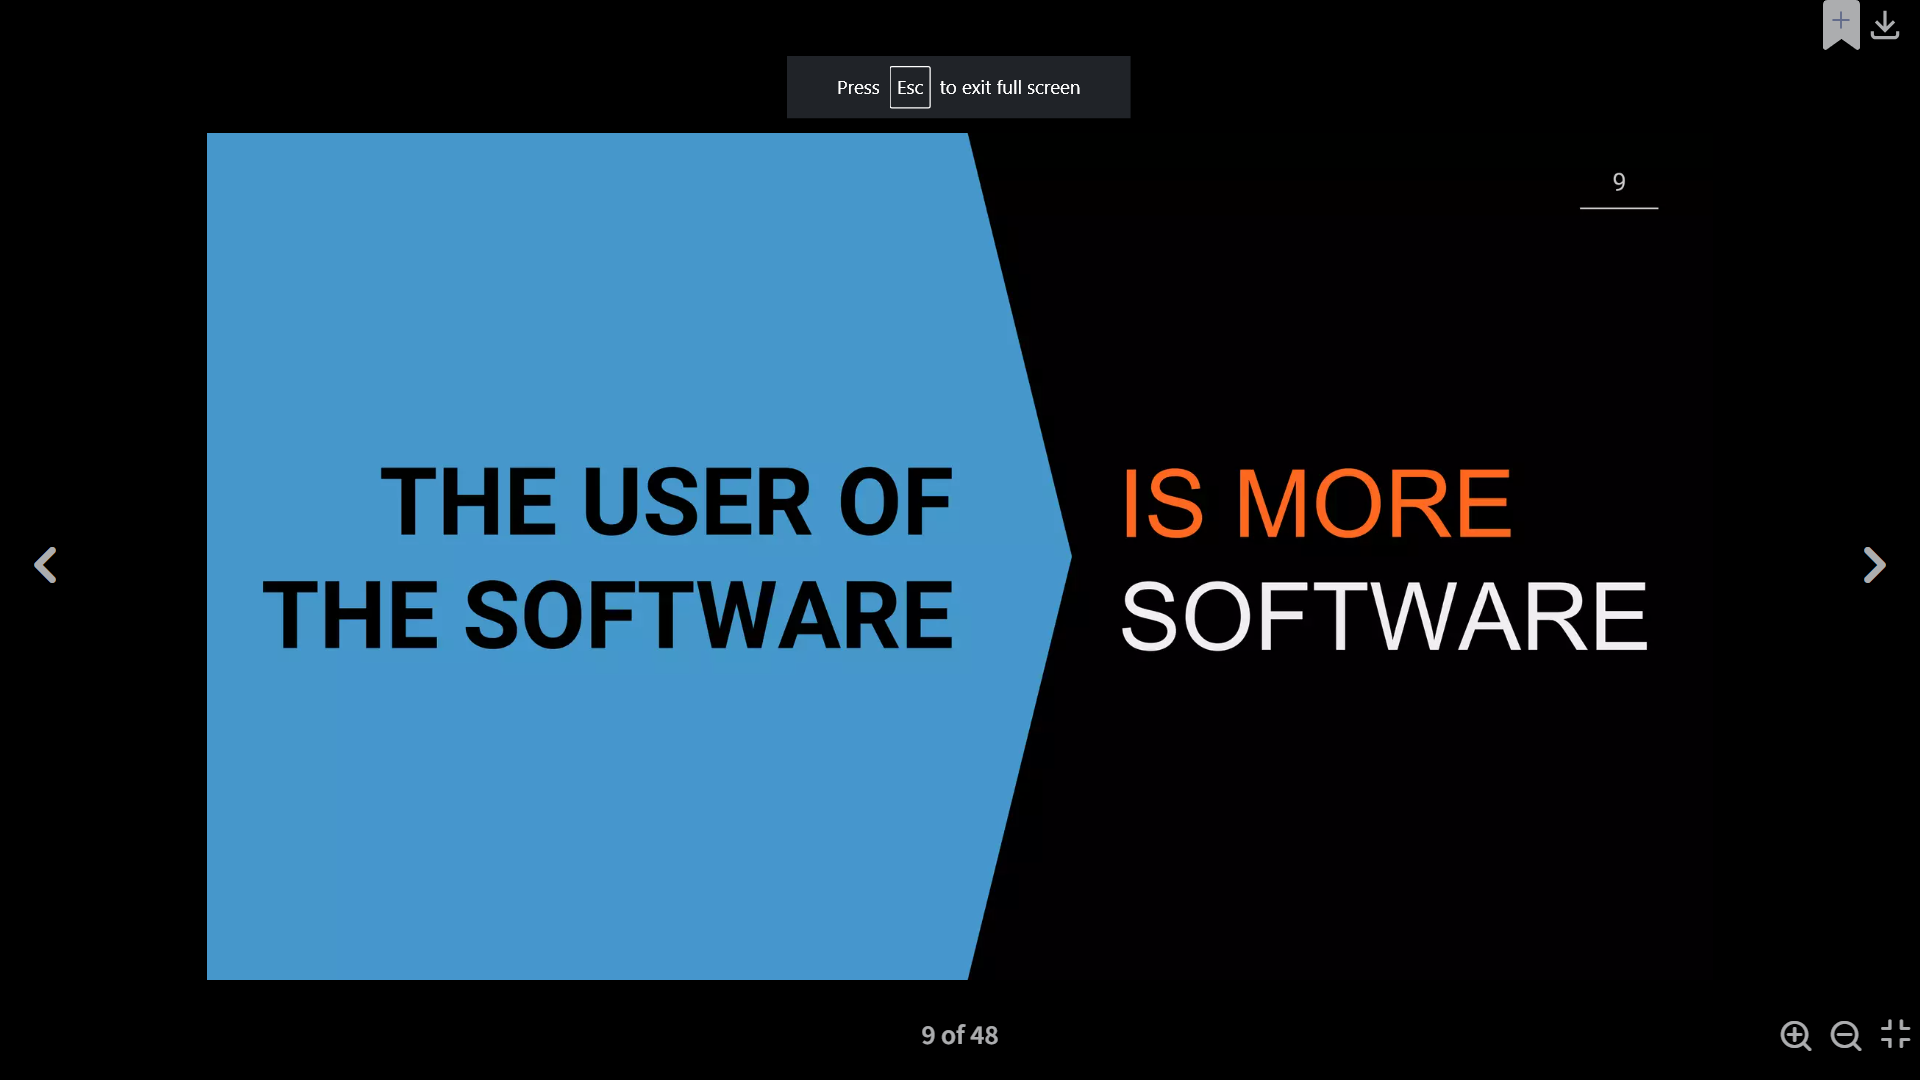 Press Esc to exit full screen
9
THE USER OF
THE SOFTWARE
IS MORE
SOFTWARE
9 of 48